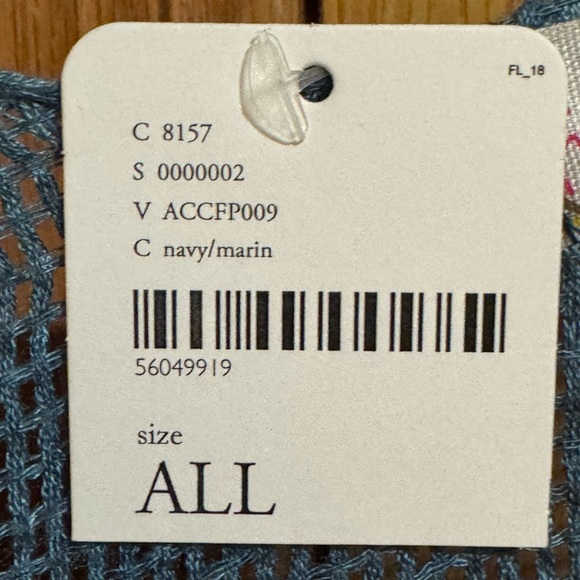 FL_18
C 8157
S 0000002
V ACCFP009
C navy/marin
56049919
size
ALL